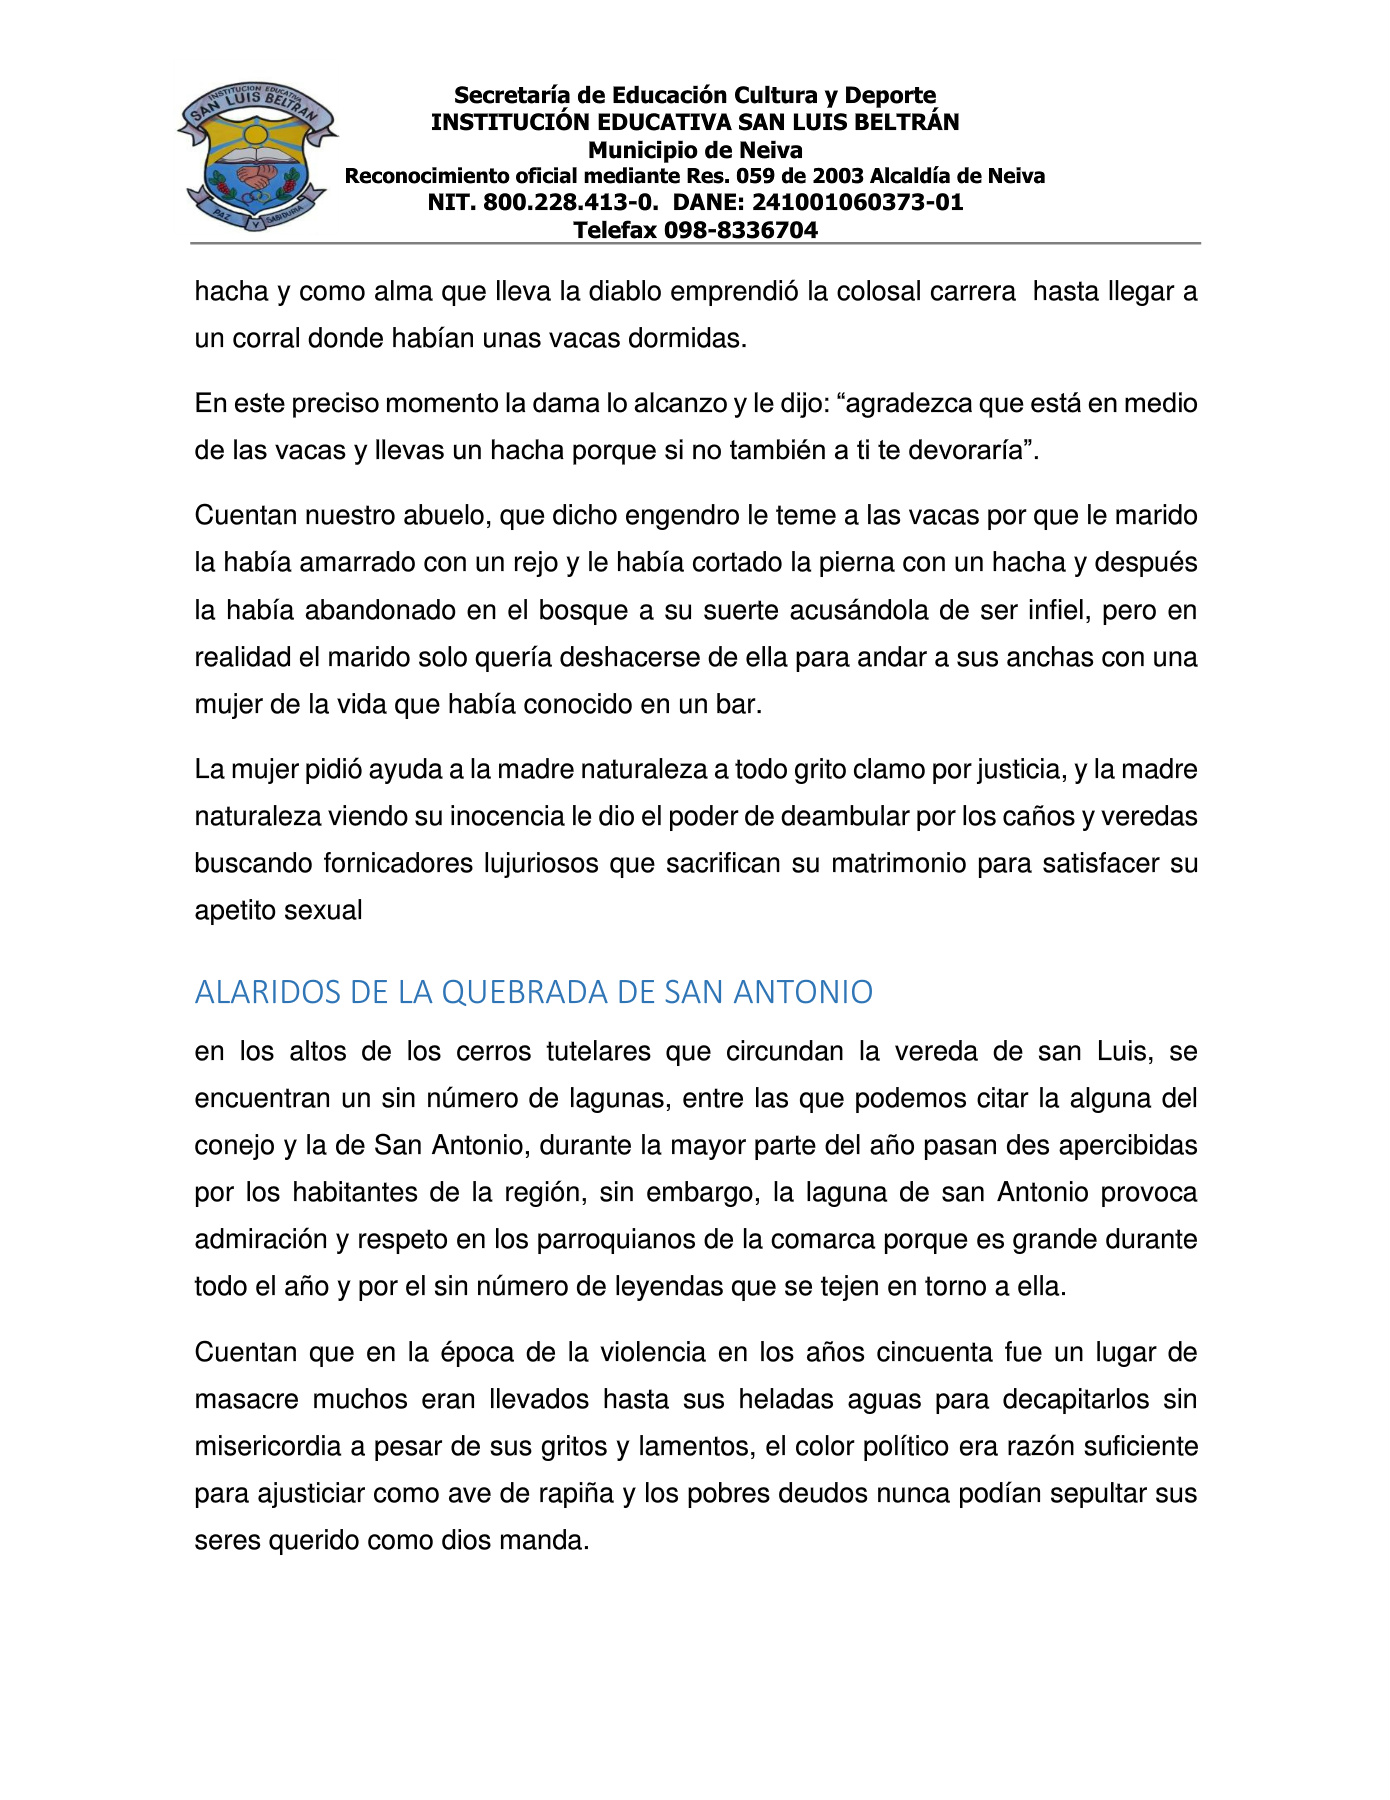 INSTITUCION EDUCATIVA
SAN LUIS BELTRAN
PAZ Y SABIDURIA
Secretaría de Educación Cultura y Deporte
INSTITUCIÓN EDUCATIVA SAN LUIS BELTRÁN
Municipio de Neiva
Reconocimiento oficial mediante Res. 059 de 2003 Alcaldía de Neiva
NIT. 800.228.413-0.  DANE: 241001060373-01
Telefax 098-8336704
hacha y como alma que lleva la diablo emprendió la colosal carrera  hasta llegar a
un corral donde habían unas vacas dormidas.
En este preciso momento la dama lo alcanzo y le dijo: “agradezca que está en medio
de las vacas y llevas un hacha porque si no también a ti te devoraría”.
Cuentan nuestro abuelo, que dicho engendro le teme a las vacas por que le marido
la había amarrado con un rejo y le había cortado la pierna con un hacha y después
la había abandonado en el bosque a su suerte acusándola de ser infiel, pero en
realidad el marido solo quería deshacerse de ella para andar a sus anchas con una
mujer de la vida que había conocido en un bar.
La mujer pidió ayuda a la madre naturaleza a todo grito clamo por justicia, y la madre
naturaleza viendo su inocencia le dio el poder de deambular por los caños y veredas
buscando fornicadores lujuriosos que sacrifican su matrimonio para satisfacer su
apetito sexual
ALARIDOS DE LA QUEBRADA DE SAN ANTONIO
en los altos de los cerros tutelares que circundan la vereda de san Luis, se
encuentran un sin número de lagunas, entre las que podemos citar la alguna del
conejo y la de San Antonio, durante la mayor parte del año pasan des apercibidas
por los habitantes de la región, sin embargo, la laguna de san Antonio provoca
admiración y respeto en los parroquianos de la comarca porque es grande durante
todo el año y por el sin número de leyendas que se tejen en torno a ella.
Cuentan que en la época de la violencia en los años cincuenta fue un lugar de
masacre muchos eran llevados hasta sus heladas aguas para decapitarlos sin
misericordia a pesar de sus gritos y lamentos, el color político era razón suficiente
para ajusticiar como ave de rapiña y los pobres deudos nunca podían sepultar sus
seres querido como dios manda.